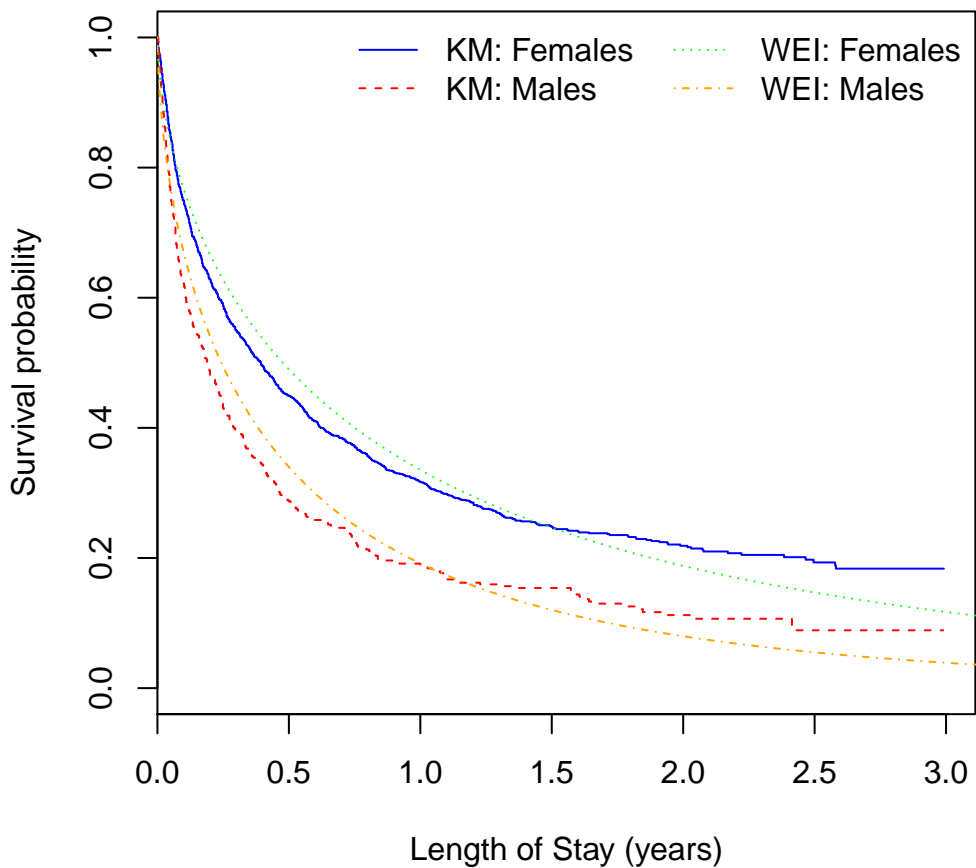 KM: Females WEI: Females
KM: Males WEI: Males
1.0
0.8
0.6
0.4
0.2
0.0
Survival probability
0.0 0.5 1.0 1.5 2.0 2.5 3.0
Length of Stay (years)